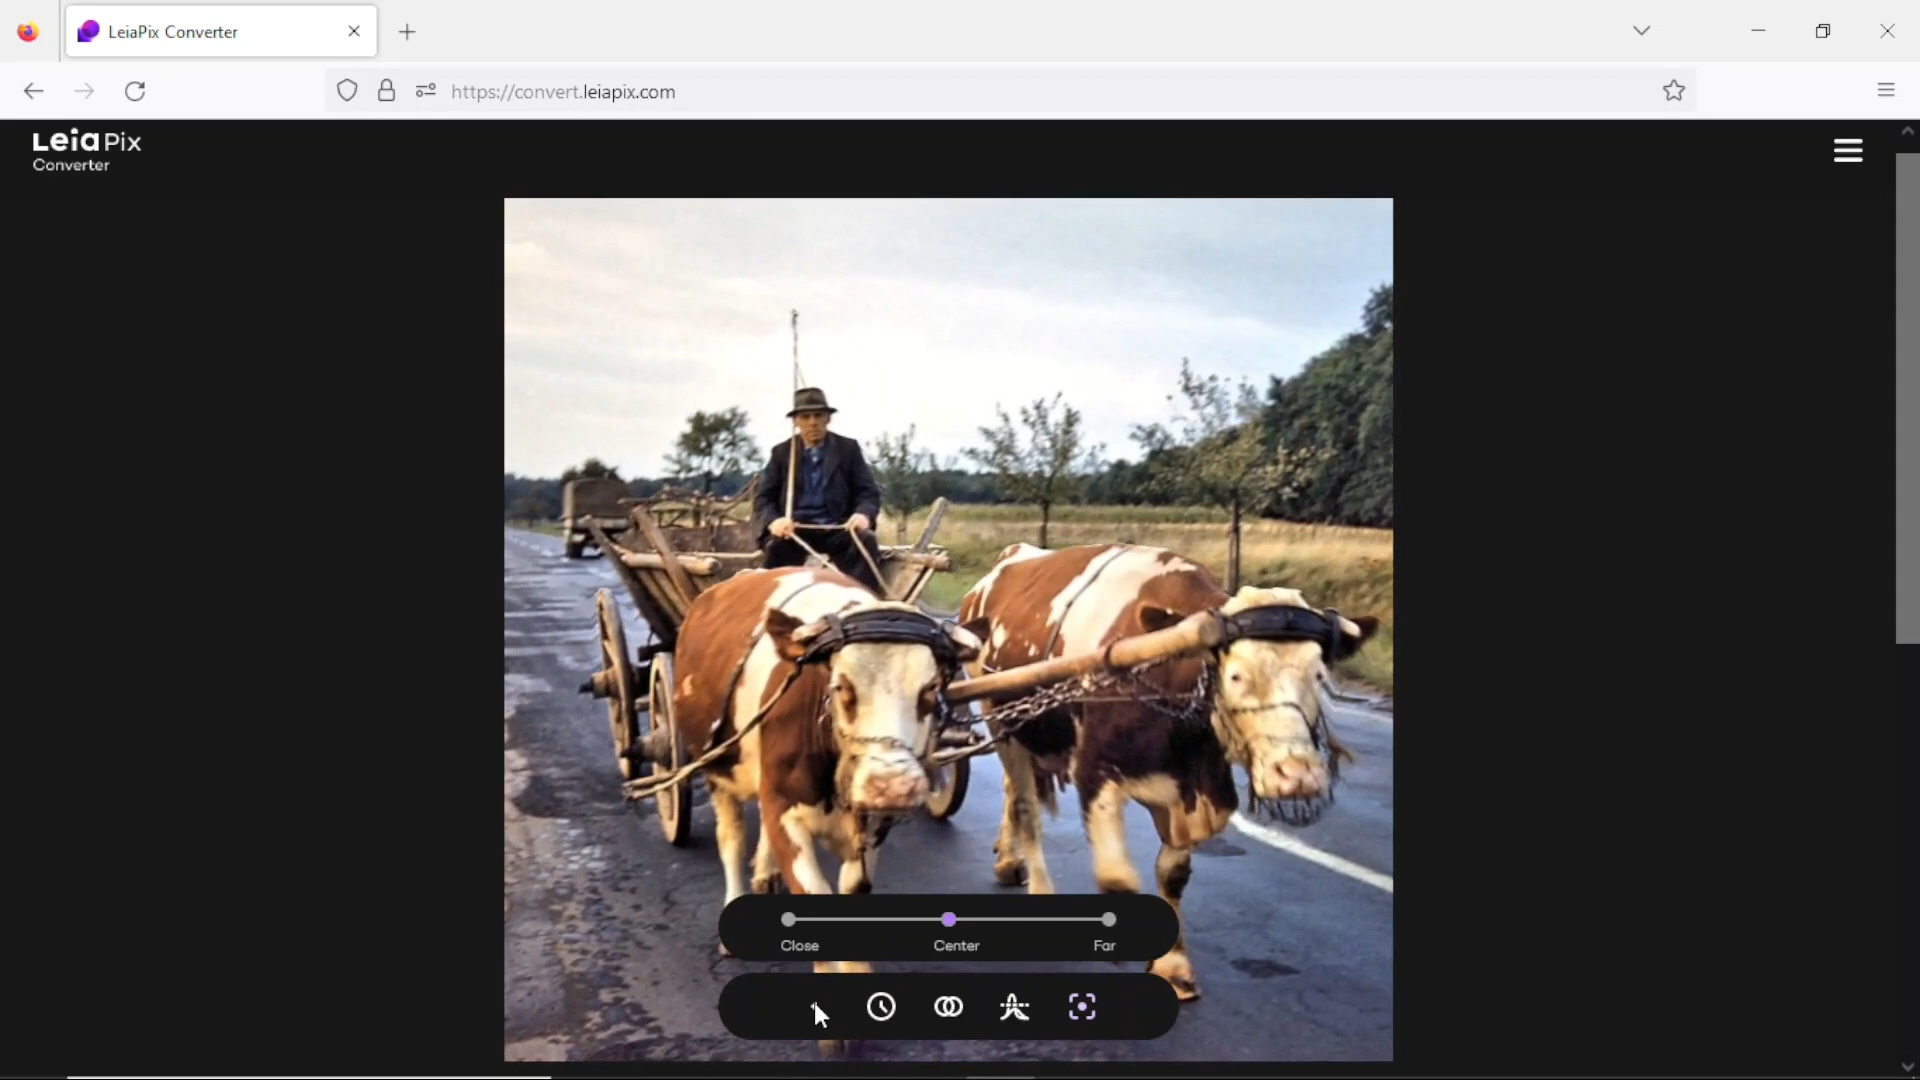 LeiaPix Converter
https://convert.leiapix.com
Leia Pix
Converter
Close Center Far